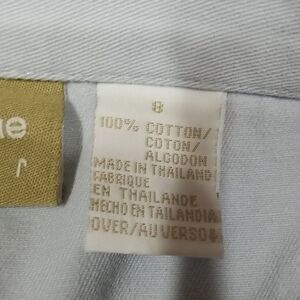 8
100% COTTON/
COTON/
ALGODON
MADE IN THAILAND
FABRIQUE
EN THAILANDE
HECHO EN TAILANDIA
OVER/AU VERSO